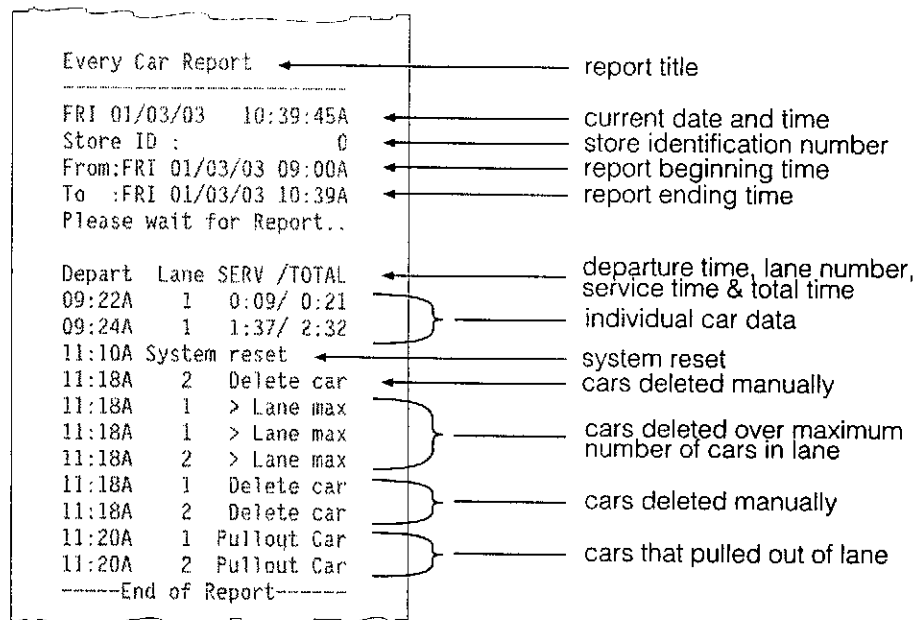 Every Car Report report title
FRI 01/03/03 10:39:45A current date and time
Store ID : 0 store identification number
From:FRI 01/03/03 09:00A report beginning time
To :FRI 01/03/03 10:39A report ending time
Please wait for Report..
Depart Lane SERV /TOTAL departure time, lane number,
service time & total time
09:22A 1 0:09/ 0:21 individual car data
09:24A 1 1:37/ 2:32
11:10A System reset system reset
11:18A 2 Delete car cars deleted manually
11:18A 1 > Lane max cars deleted over maximum
11:18A 1 > Lane max number of cars in lane
11:18A 2 > Lane max
11:18A 1 Delete car cars deleted manually
11:18A 2 Delete car
11:20A 1 Pullout Car cars that pulled out of lane
11:20A 2 Pullout Car
------End of Report------